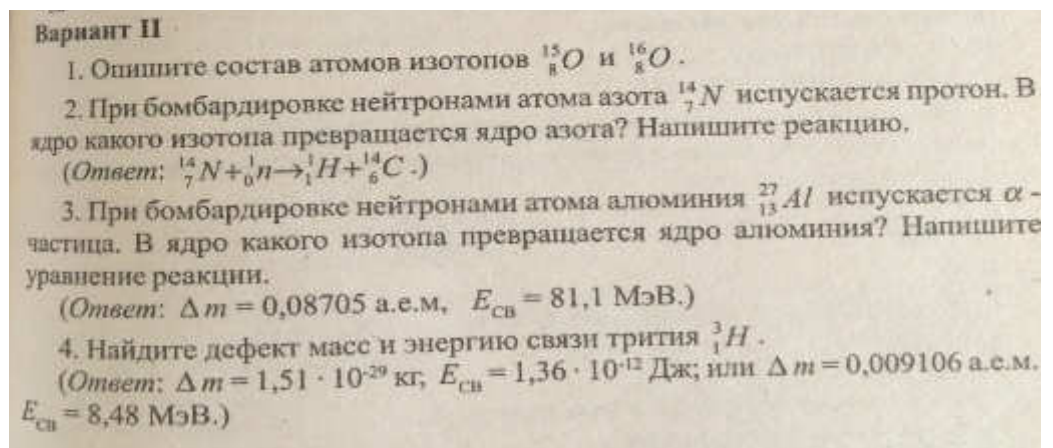 Вариант II
1. Опишите состав атомов изотопов ¹⁵₈O и ¹⁶₈O.
2. При бомбардировке нейтронами атома азота ¹⁴₇N испускается протон. В
ядро какого изотопа превращается ядро азота? Напишите реакцию.
(Ответ: ¹⁴₇N+¹₀n→¹₁H+¹⁴₆C.)
3. При бомбардировке нейтронами атома алюминия ²⁷₁₃Al испускается α -
частица. В ядро какого изотопа превращается ядро алюминия? Напишите
уравнение реакции.
(Ответ: Δm = 0,08705 а.е.м, E_св = 81,1 МэВ.)
4. Найдите дефект масс и энергию связи трития ³₁H.
(Ответ: Δm = 1,51 · 10⁻²⁹ кг, E_св = 1,36 · 10⁻¹² Дж; или Δm = 0,009106 а.е.м.
E_св = 8,48 МэВ.)